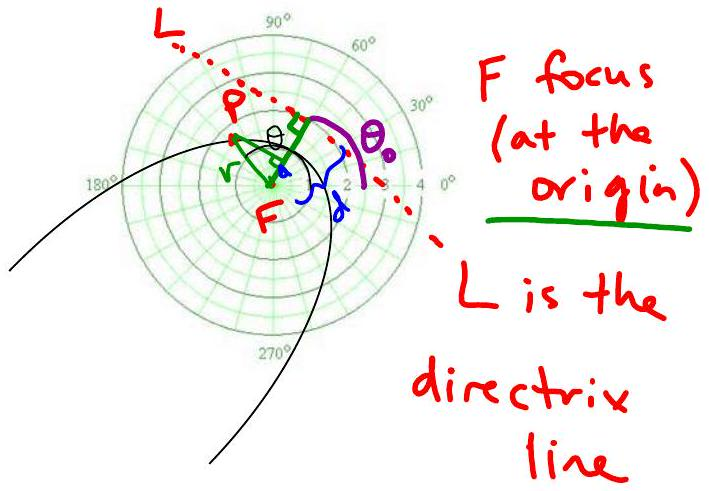 L
90°
60°
P
θ
30°
θ₀
r
180°
1 2 3 4 0°
F
d
270°
F focus
(at the
origin)
L is the
directrix
line